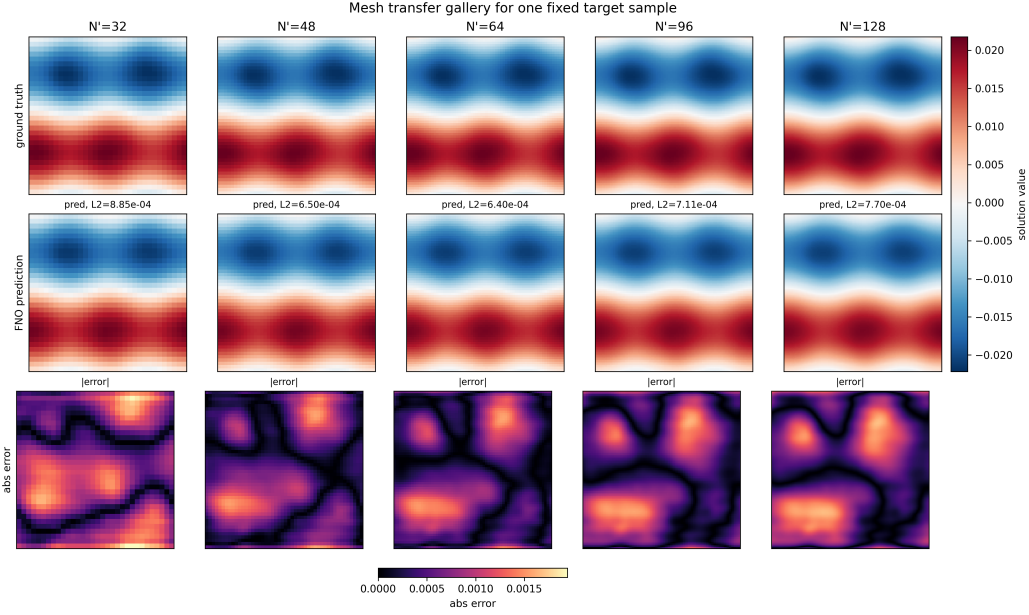 Mesh transfer gallery for one fixed target sample
N'=32
N'=48
N'=64
N'=96
N'=128
ground truth
pred, L2=8.85e-04
pred, L2=6.50e-04
pred, L2=6.40e-04
pred, L2=7.11e-04
pred, L2=7.70e-04
FNO prediction
|error|
|error|
|error|
|error|
|error|
abs error
0.020
0.015
0.010
0.005
0.000
−0.005
−0.010
−0.015
−0.020
solution value
0.0000
0.0005
0.0010
0.0015
abs error